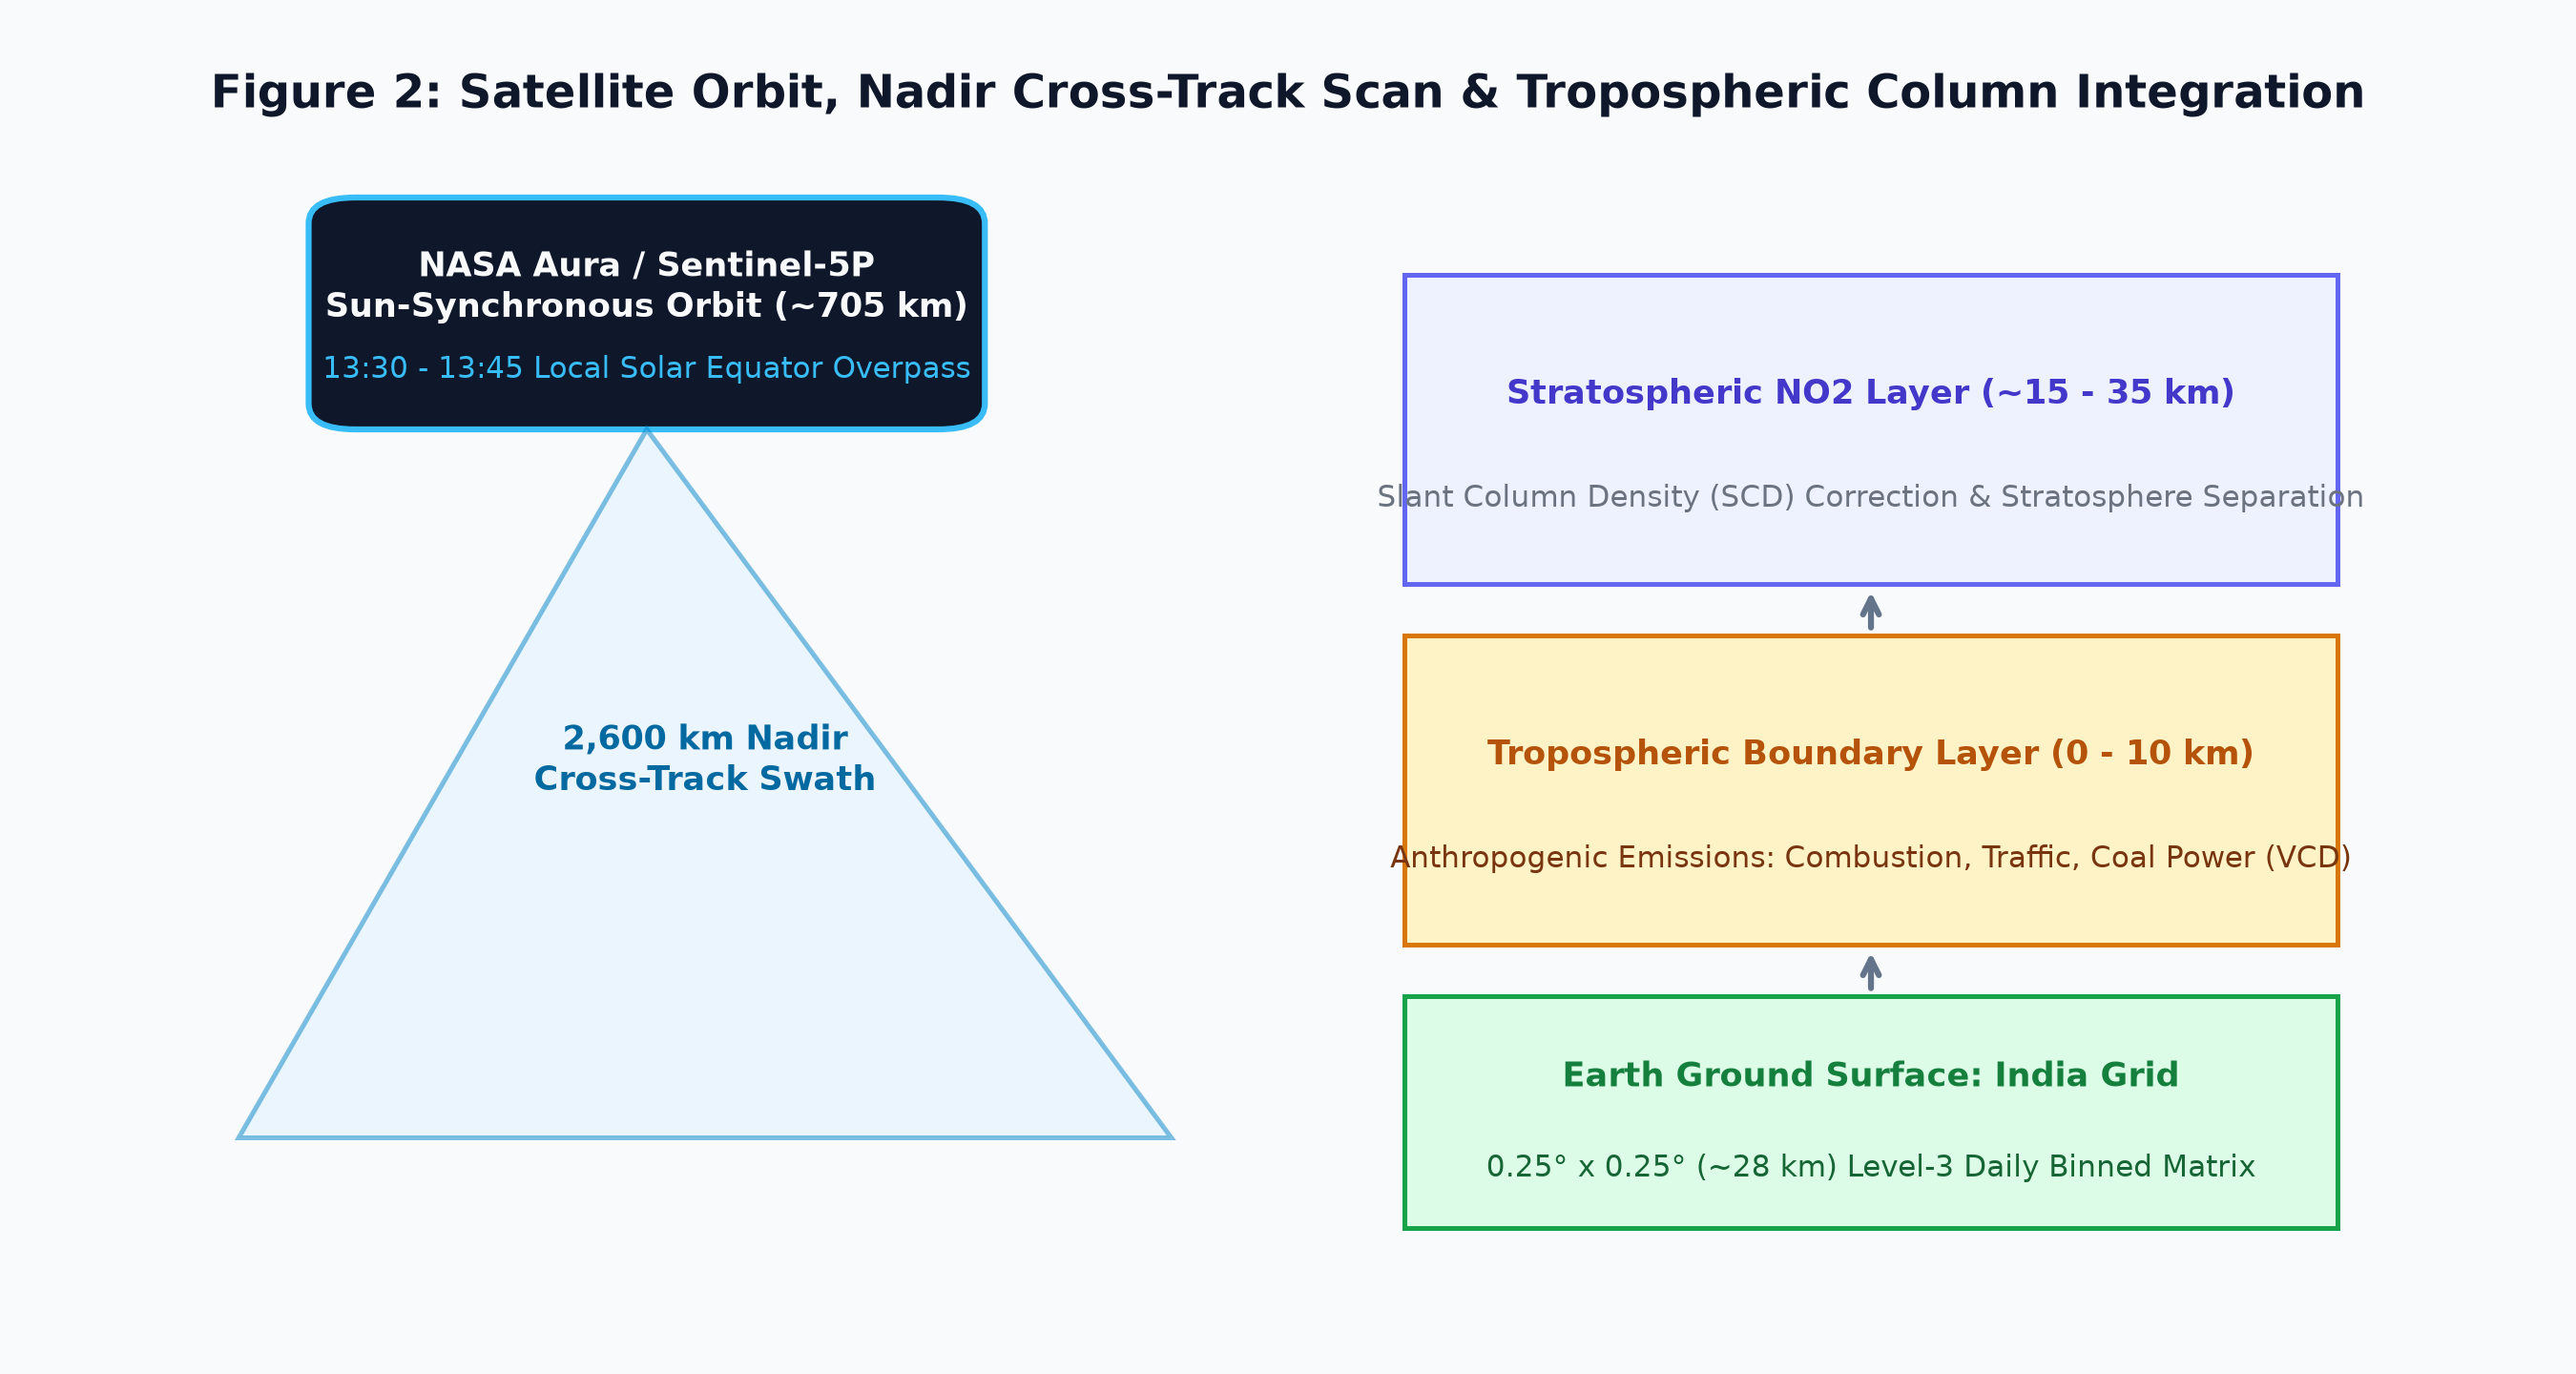 Figure 2: Satellite Orbit, Nadir Cross-Track Scan & Tropospheric Column Integration
NASA Aura / Sentinel-5P
Sun-Synchronous Orbit (~705 km)
13:30 - 13:45 Local Solar Equator Overpass
2,600 km Nadir
Cross-Track Swath
Stratospheric NO2 Layer (~15 - 35 km)
Slant Column Density (SCD) Correction & Stratosphere Separation
Tropospheric Boundary Layer (0 - 10 km)
Anthropogenic Emissions: Combustion, Traffic, Coal Power (VCD)
Earth Ground Surface: India Grid
0.25° x 0.25° (~28 km) Level-3 Daily Binned Matrix